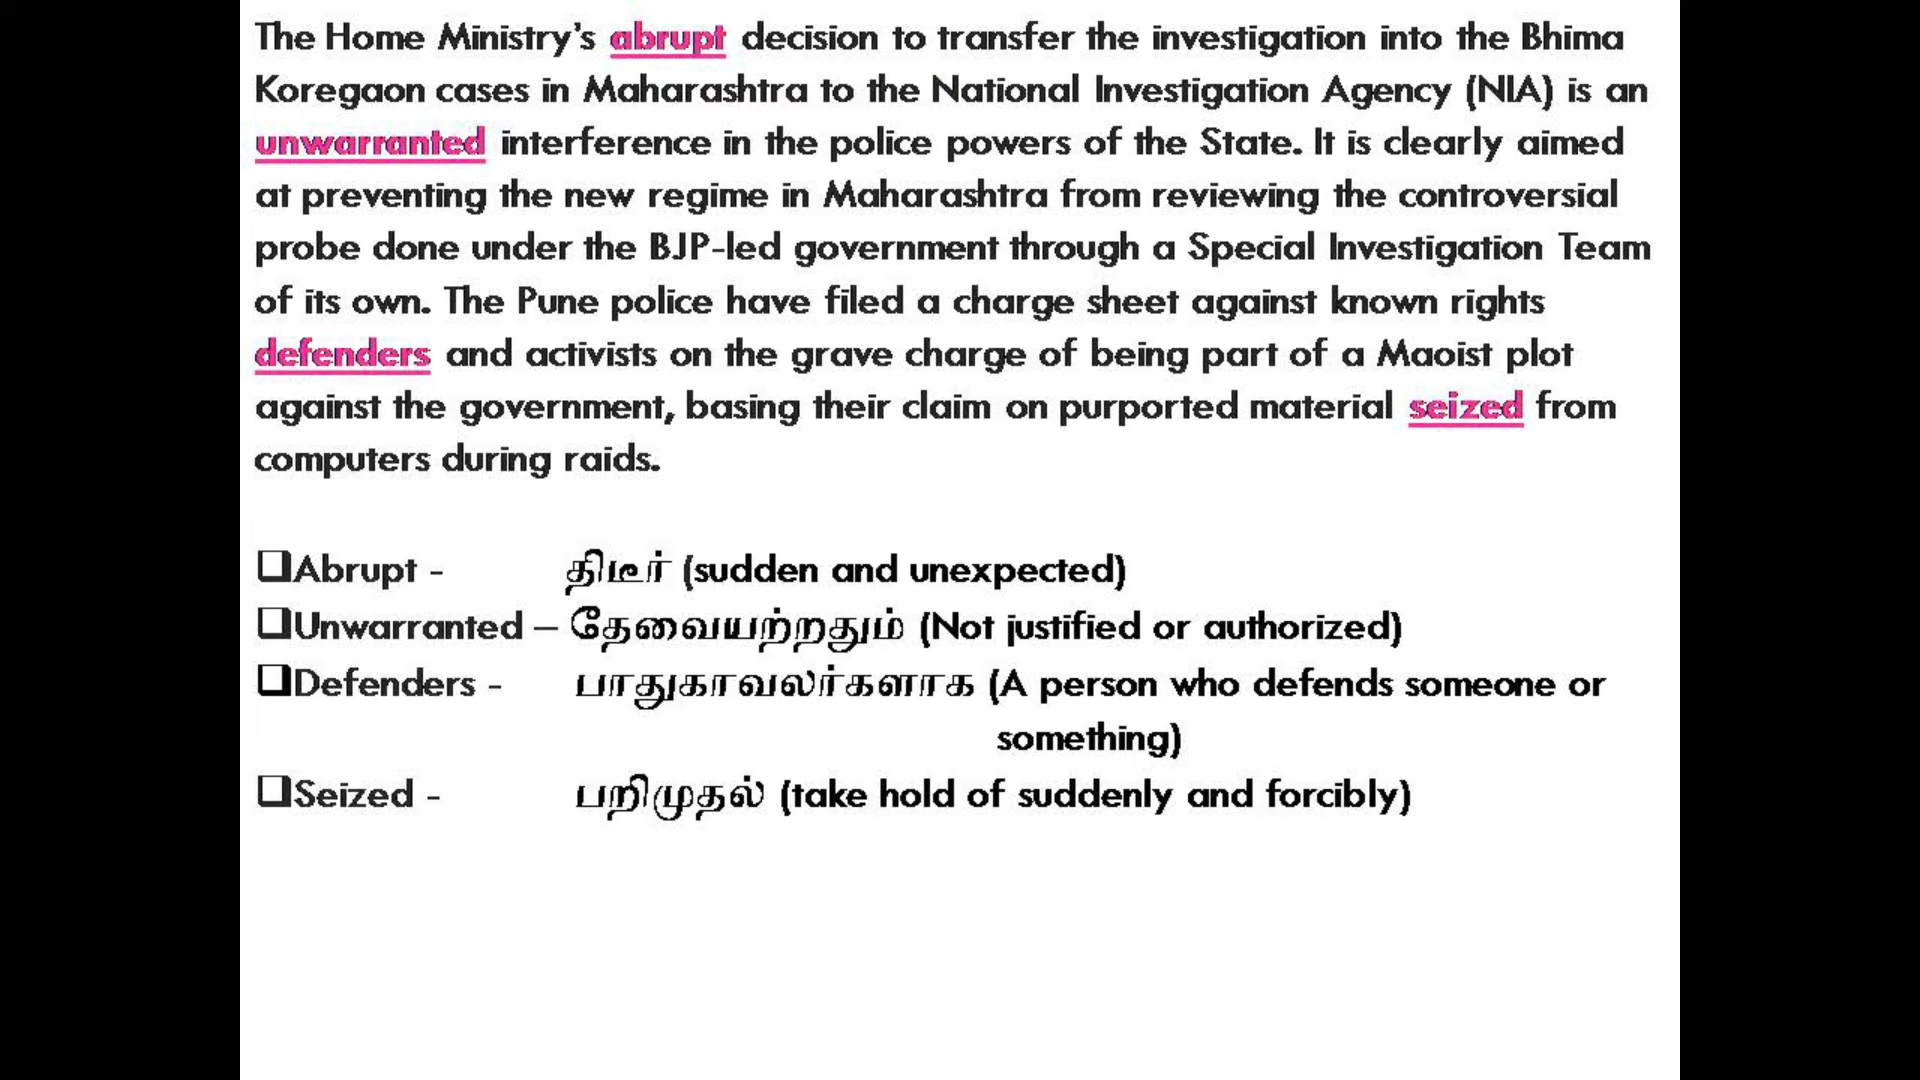 The Home Ministry's abrupt decision to transfer the investigation into the Bhima
Koregaon cases in Maharashtra to the National Investigation Agency (NIA) is an
unwarranted interference in the police powers of the State. It is clearly aimed
at preventing the new regime in Maharashtra from reviewing the controversial
probe done under the BJP-led government through a Special Investigation Team
of its own. The Pune police have filed a charge sheet against known rights
defenders and activists on the grave charge of being part of a Maoist plot
against the government, basing their claim on purported material seized from
computers during raids.
❑Abrupt - திடீர் (sudden and unexpected)
❑Unwarranted – தேவையற்றதும் (Not justified or authorized)
❑Defenders - பாதுகாவலர்களாக (A person who defends someone or
something)
❑Seized - பறிமுதல் (take hold of suddenly and forcibly)